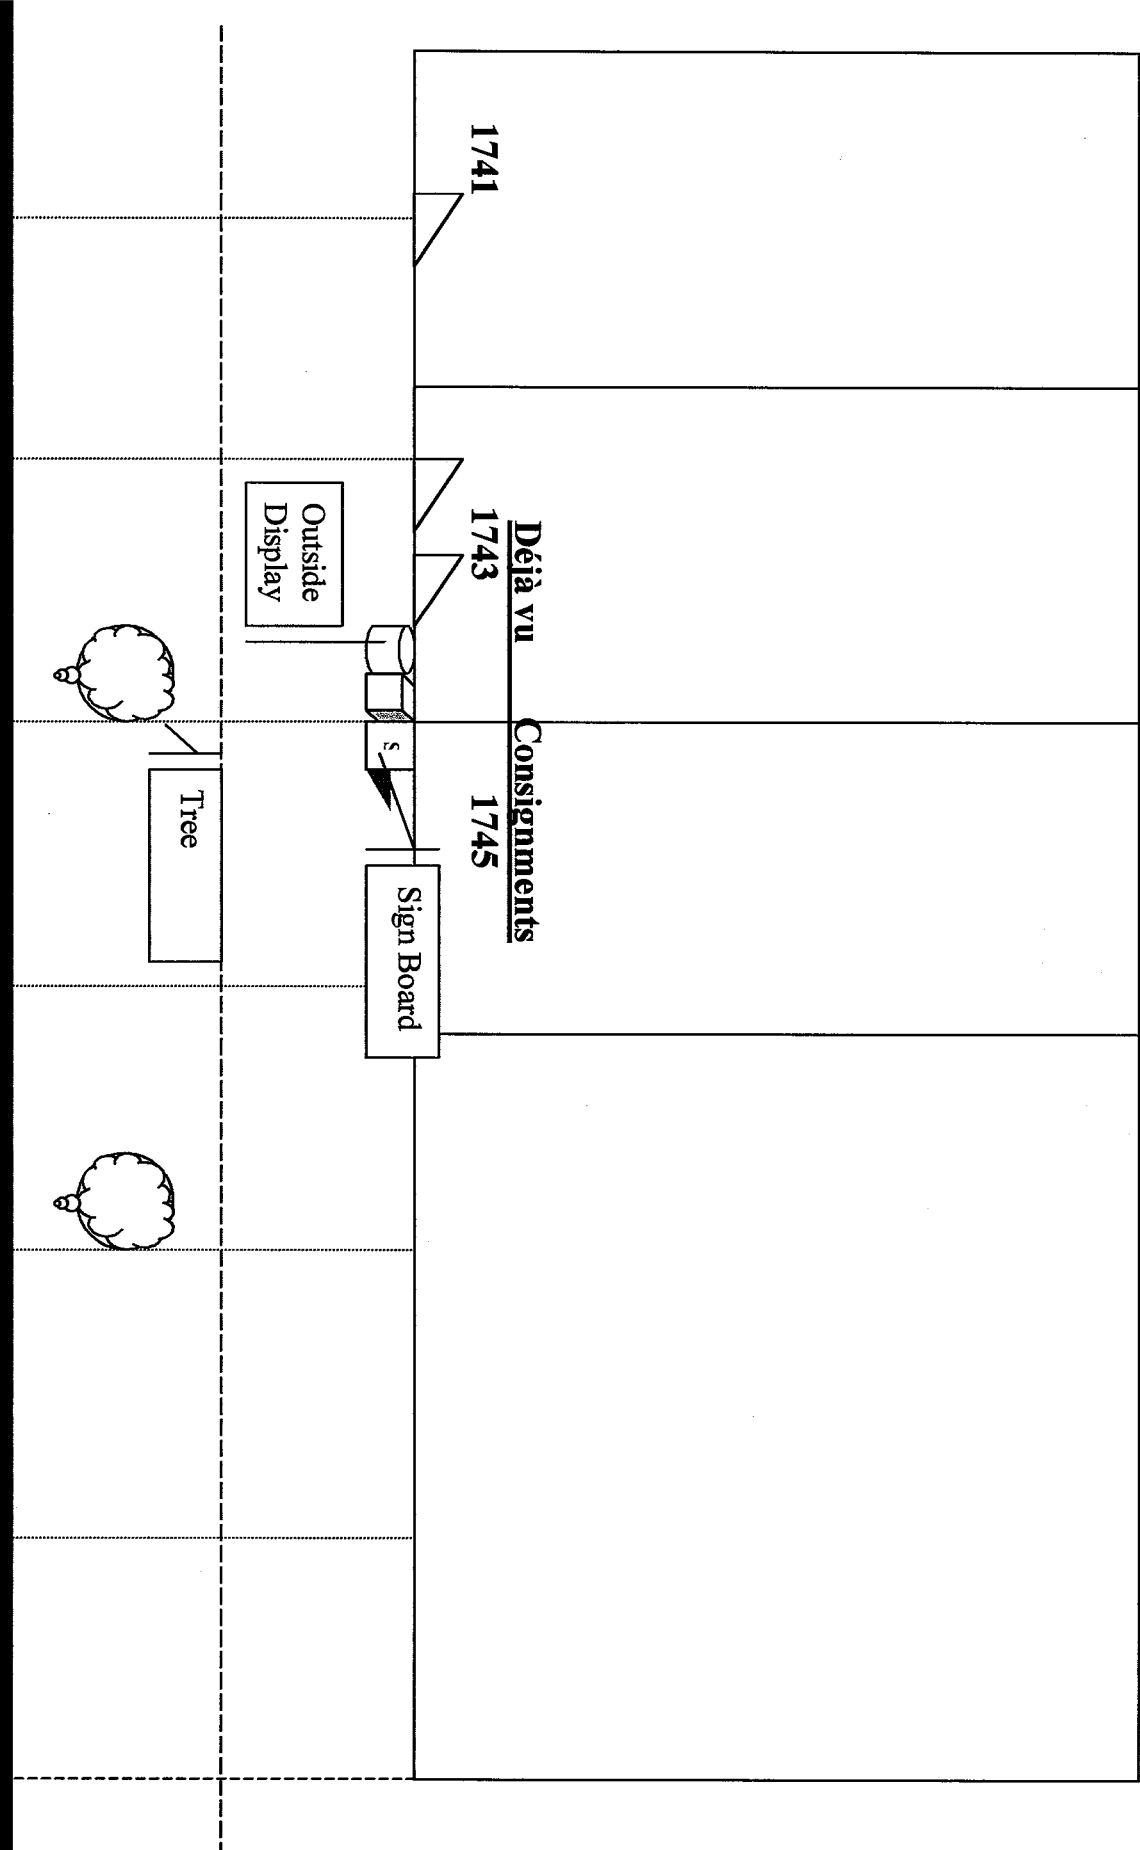 Déjà vu Consignments
1741
1743
1745
Outside
Display
s
Sign Board
Tree